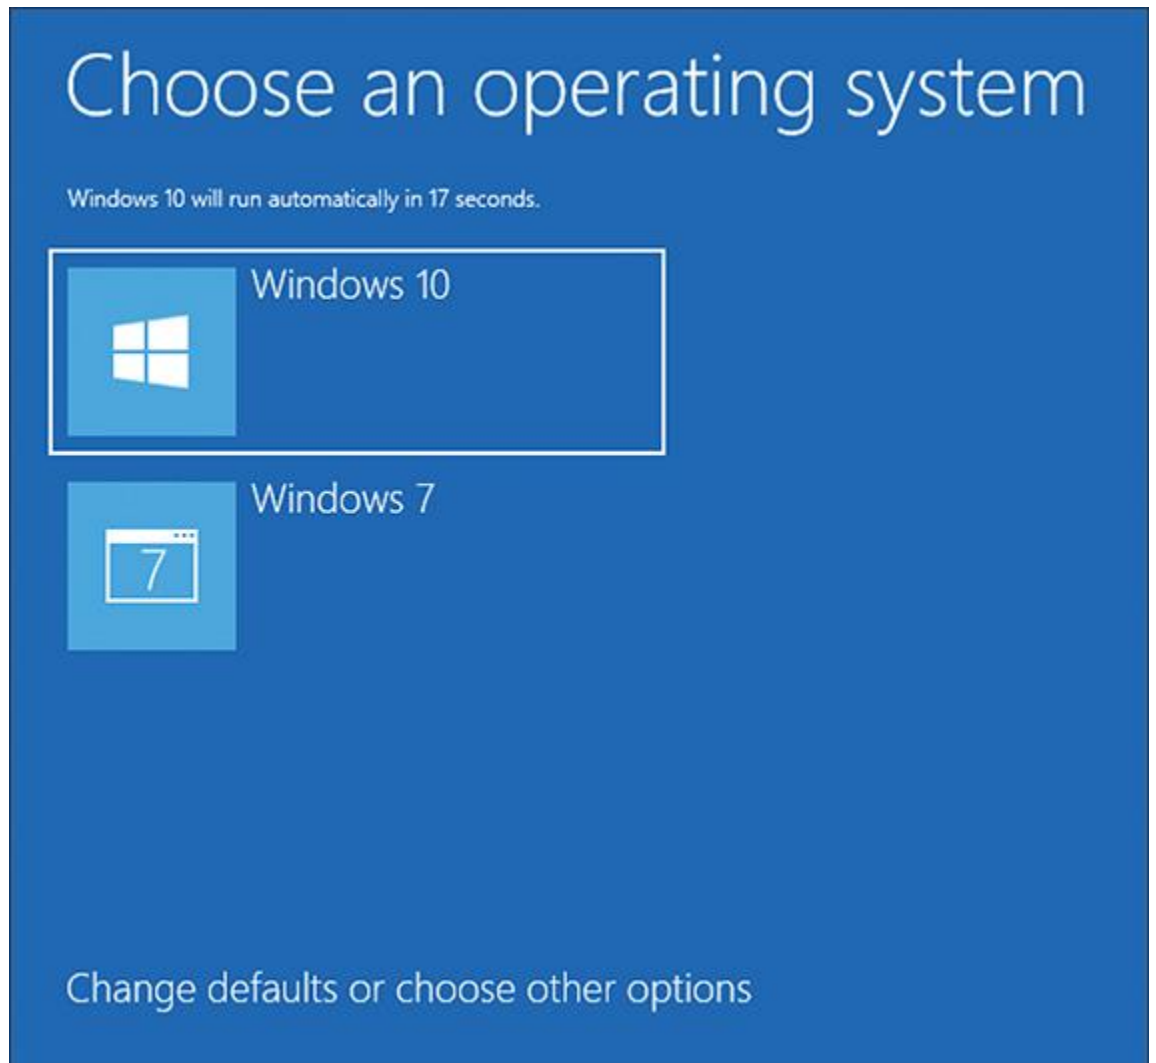 Choose an operating system
Windows 10 will run automatically in 17 seconds.
Windows 10
Windows 7
7
Change defaults or choose other options